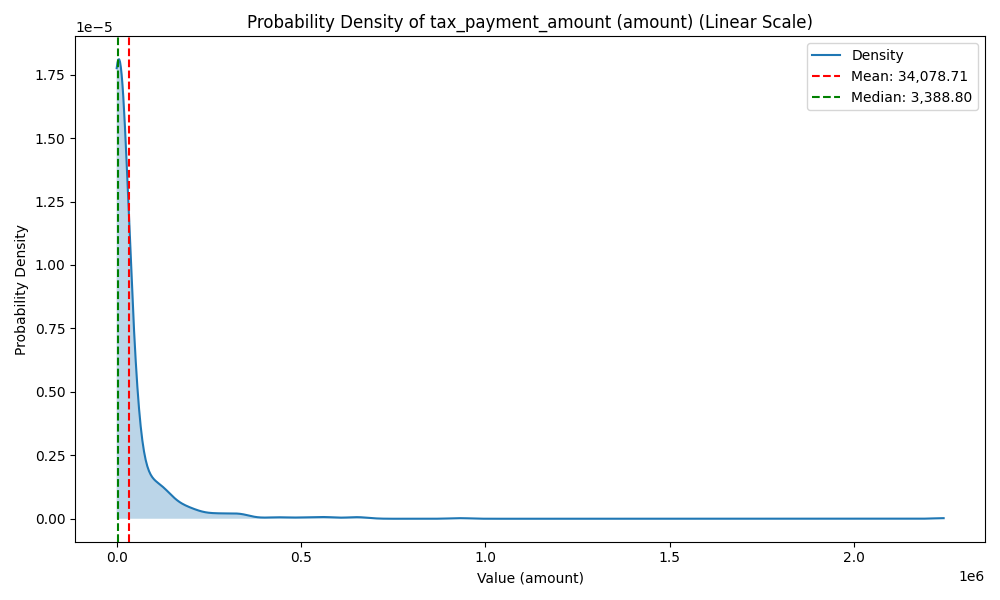 Probability Density of tax_payment_amount (amount) (Linear Scale)
1e−5
Density
Mean: 34,078.71
Median: 3,388.80
1.75
1.50
1.25
1.00
0.75
0.50
0.25
0.00
Probability Density
0.0 0.5 1.0 1.5 2.0
1e6
Value (amount)